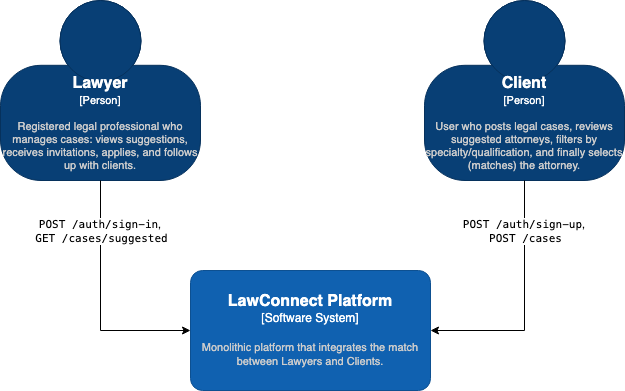 Lawyer
[Person]
Registered legal professional who
manages cases: views suggestions,
receives invitations, applies, and follows
up with clients.
Client
[Person]
User who posts legal cases, reviews
suggested attorneys, filters by
specialty/qualification, and finally selects
(matches) the attorney.
POST /auth/sign-in,
GET /cases/suggested
POST /auth/sign-up,
POST /cases
LawConnect Platform
[Software System]
Monolithic platform that integrates the match
between Lawyers and Clients.